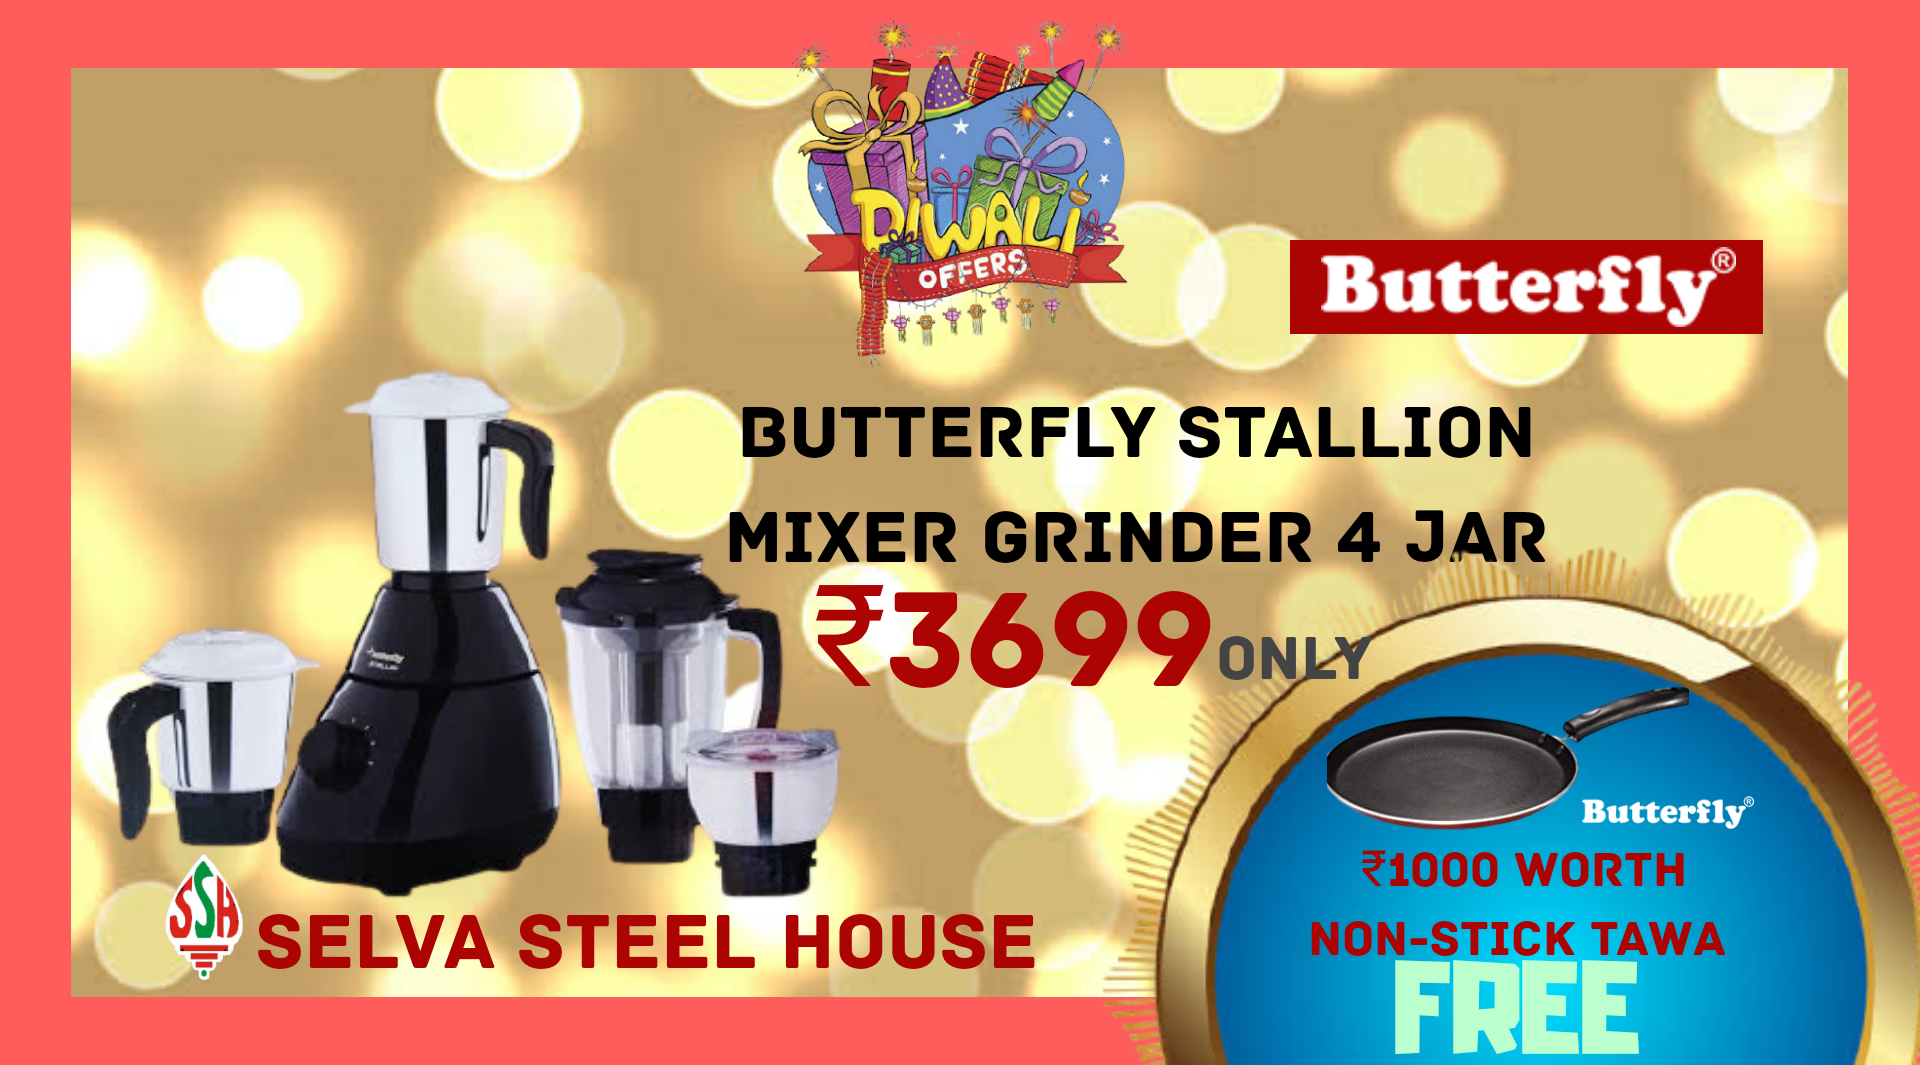 DIWALI
OFFERS
Butterfly®
BUTTERFLY STALLION
MIXER GRINDER 4 JAR
₹3699 ONLY
Butterfly®
₹1000 WORTH
NON-STICK TAWA
FREE
SSH
SELVA STEEL HOUSE